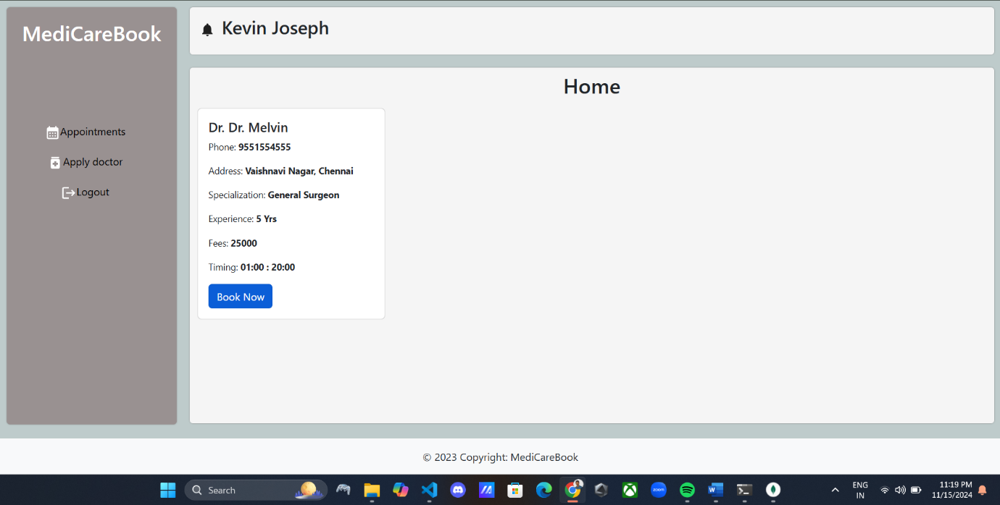 MediCareBook
Kevin Joseph
Appointments
Apply doctor
Logout
Home
Dr. Dr. Melvin
Phone: 9551554555
Address: Vaishnavi Nagar, Chennai
Specialization: General Surgeon
Experience: 5 Yrs
Fees: 25000
Timing: 01:00 : 20:00
Book Now
© 2023 Copyright: MediCareBook
Search
zoom
W
ENG
IN
11:19 PM
11/15/2024